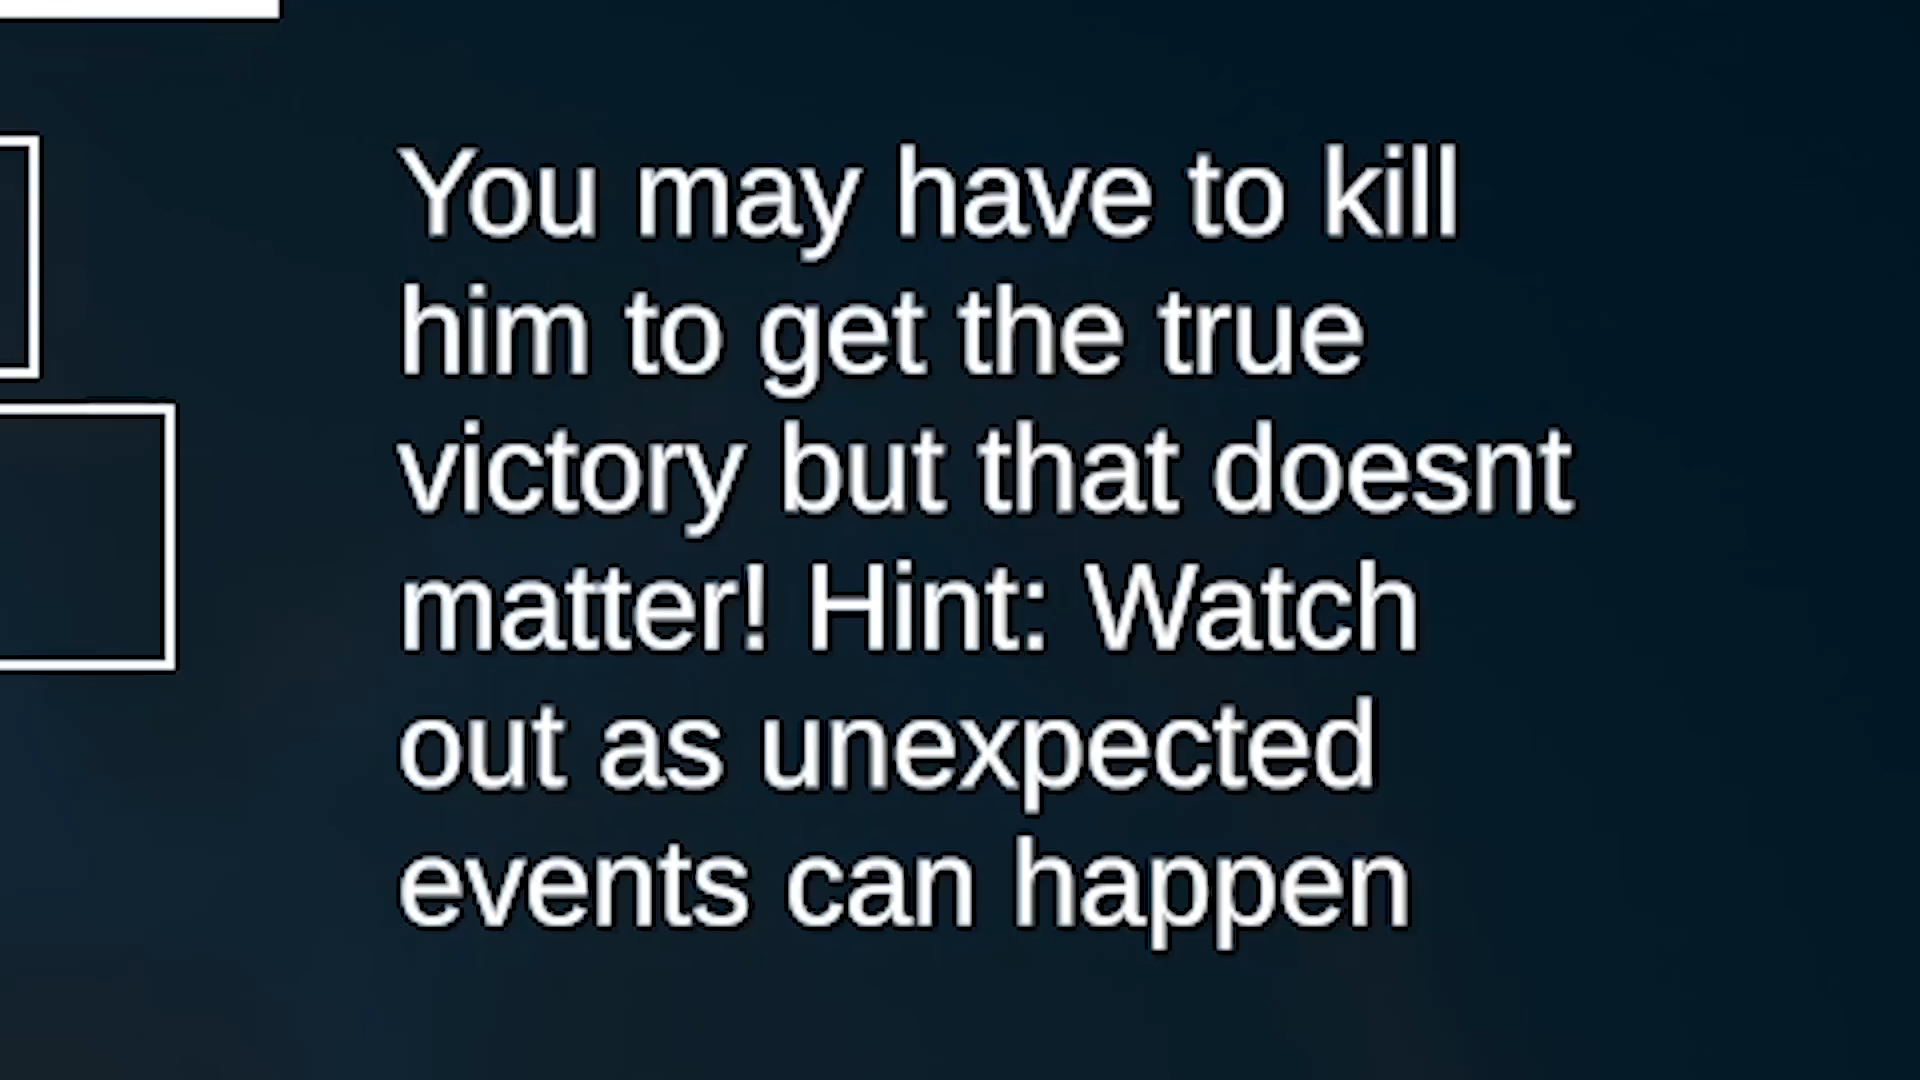 You may have to kill
him to get the true
victory but that doesnt
matter! Hint: Watch
out as unexpected
events can happen